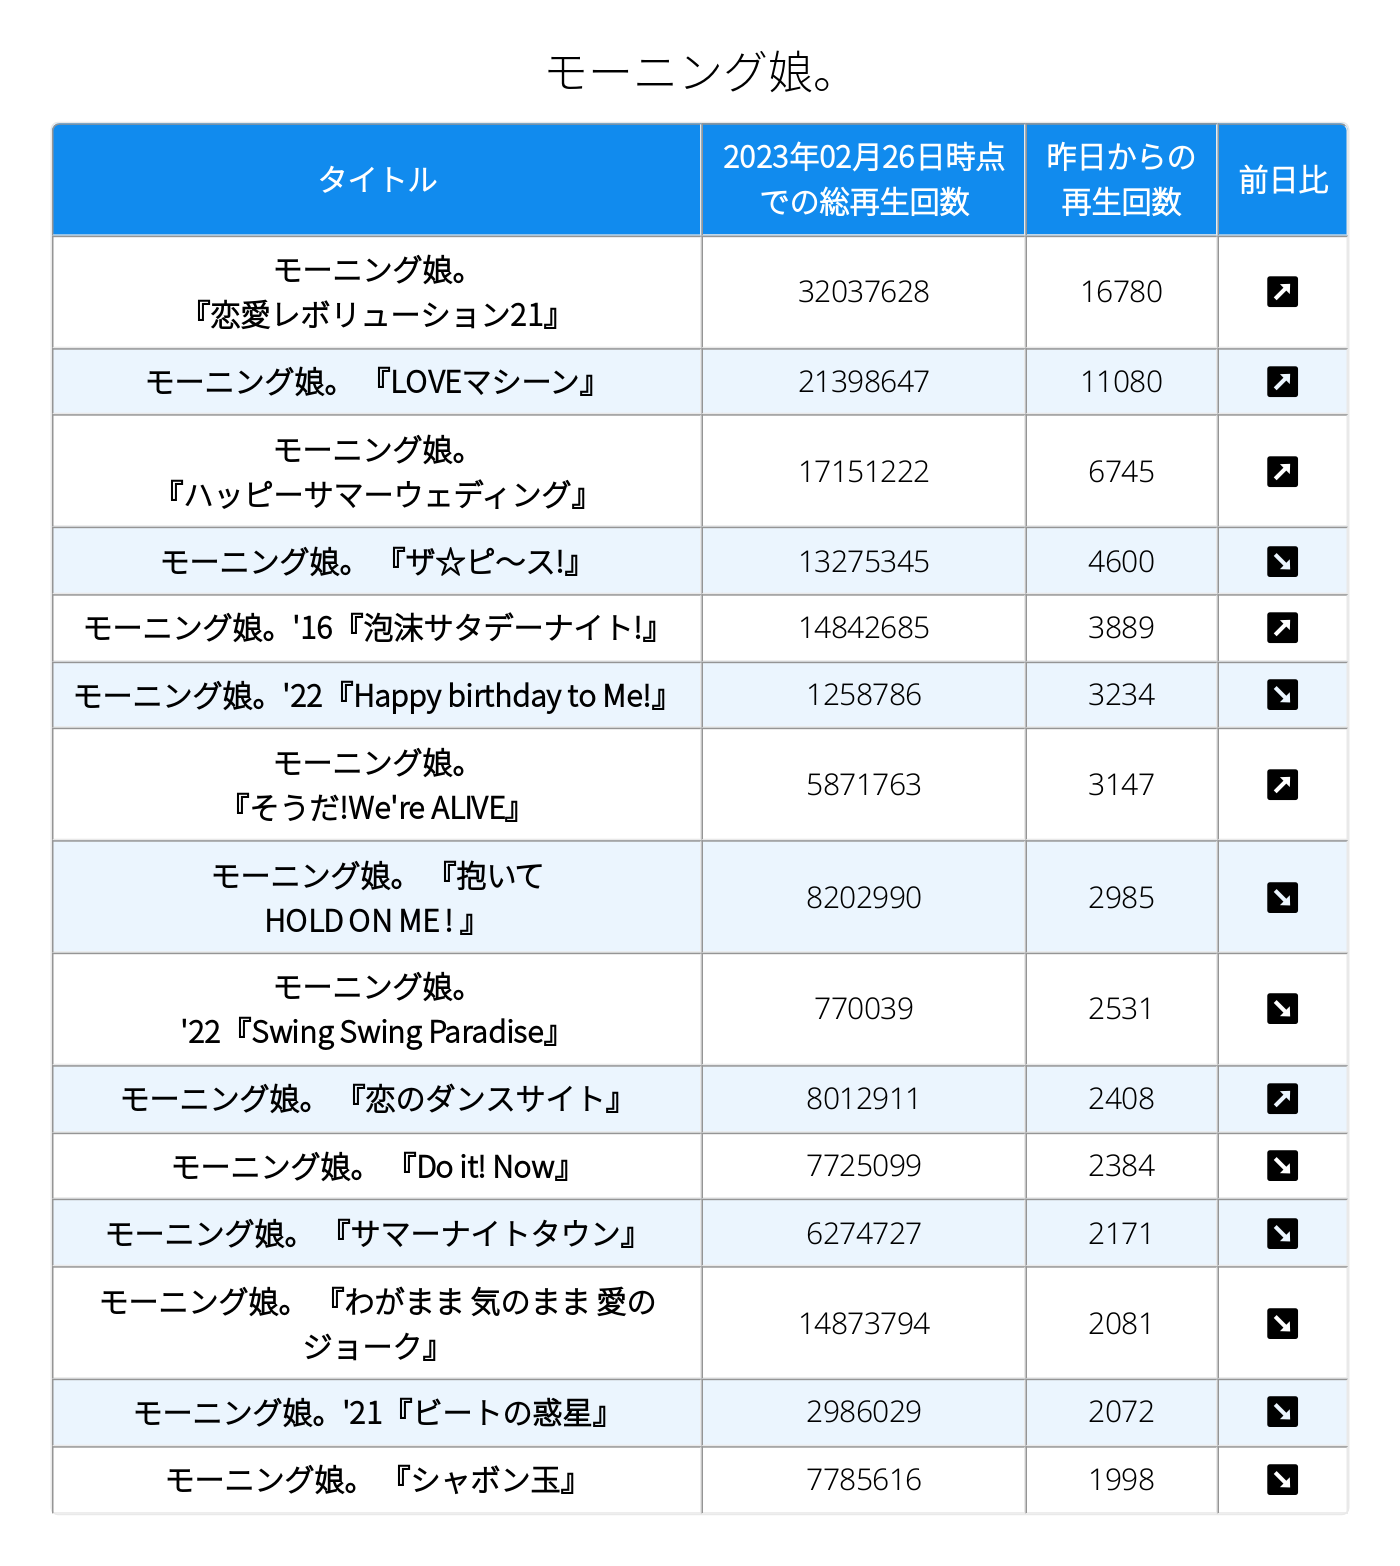 モーニング娘。
タイトル
2023年02月26日時点
での総再生回数
昨日からの
再生回数
前日比
モーニング娘。
『恋愛レボリューション21』
32037628
16780
モーニング娘。 『LOVEマシーン』
21398647
11080
モーニング娘。
『ハッピーサマーウェディング』
17151222
6745
モーニング娘。 『ザ☆ピ〜ス!』
13275345
4600
モーニング娘。'16『泡沫サタデーナイト!』
14842685
3889
モーニング娘。'22『Happy birthday to Me!』
1258786
3234
モーニング娘。
『そうだ!We're ALIVE』
5871763
3147
モーニング娘。 『抱いて
HOLD ON ME ! 』
8202990
2985
モーニング娘。
'22『Swing Swing Paradise』
770039
2531
モーニング娘。 『恋のダンスサイト』
8012911
2408
モーニング娘。 『Do it! Now』
7725099
2384
モーニング娘。 『サマーナイトタウン』
6274727
2171
モーニング娘。 『わがまま 気のまま 愛の
ジョーク』
14873794
2081
モーニング娘。'21『ビートの惑星』
2986029
2072
モーニング娘。 『シャボン玉』
7785616
1998